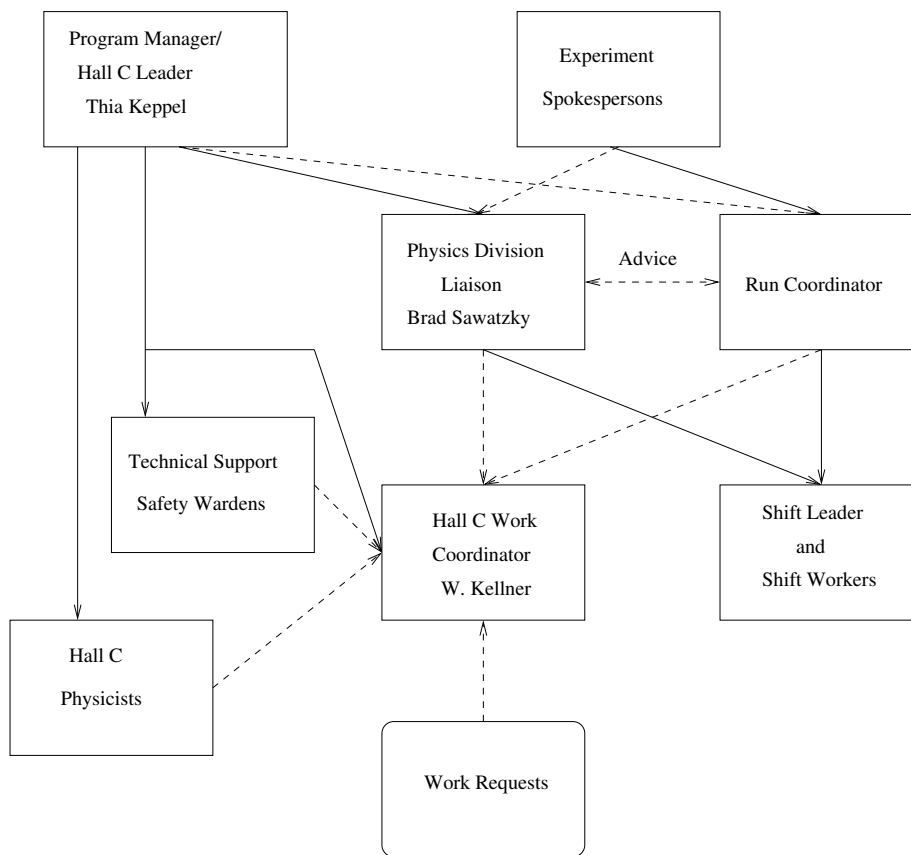 Program Manager/
Hall C Leader
Thia Keppel
Experiment
Spokespersons
Physics Division
Liaison
Brad Sawatzky
Advice
Run Coordinator
Technical Support
Safety Wardens
Hall C Work
Coordinator
W. Kellner
Shift Leader
and
Shift Workers
Hall C
Physicists
Work Requests